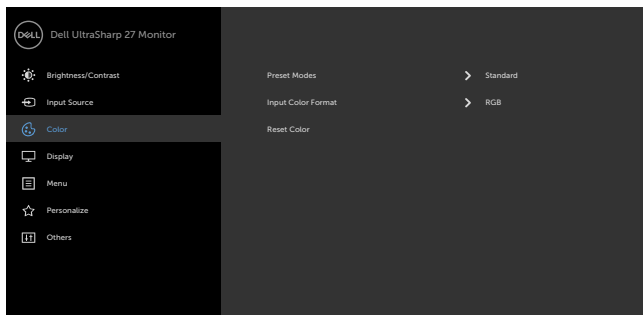 DELL Dell UltraSharp 27 Monitor
Brightness/Contrast
Input Source
Color
Display
Menu
Personalize
Others
Preset Modes > Standard
Input Color Format > RGB
Reset Color